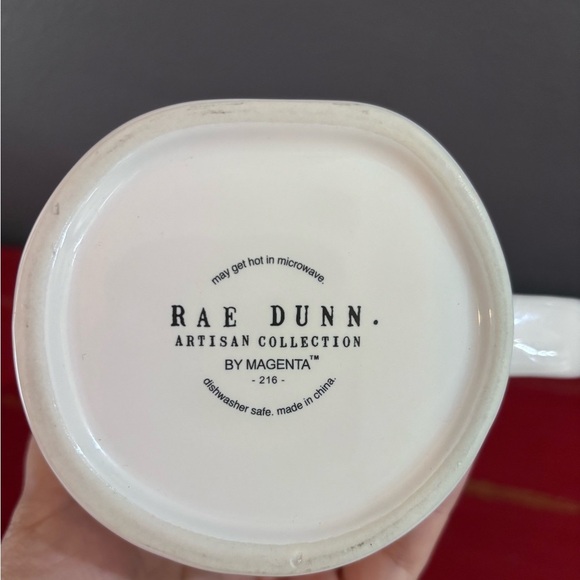 may get hot in microwave.
RAE DUNN.
ARTISAN COLLECTION
BY MAGENTA™
- 216 -
dishwasher safe. made in china.